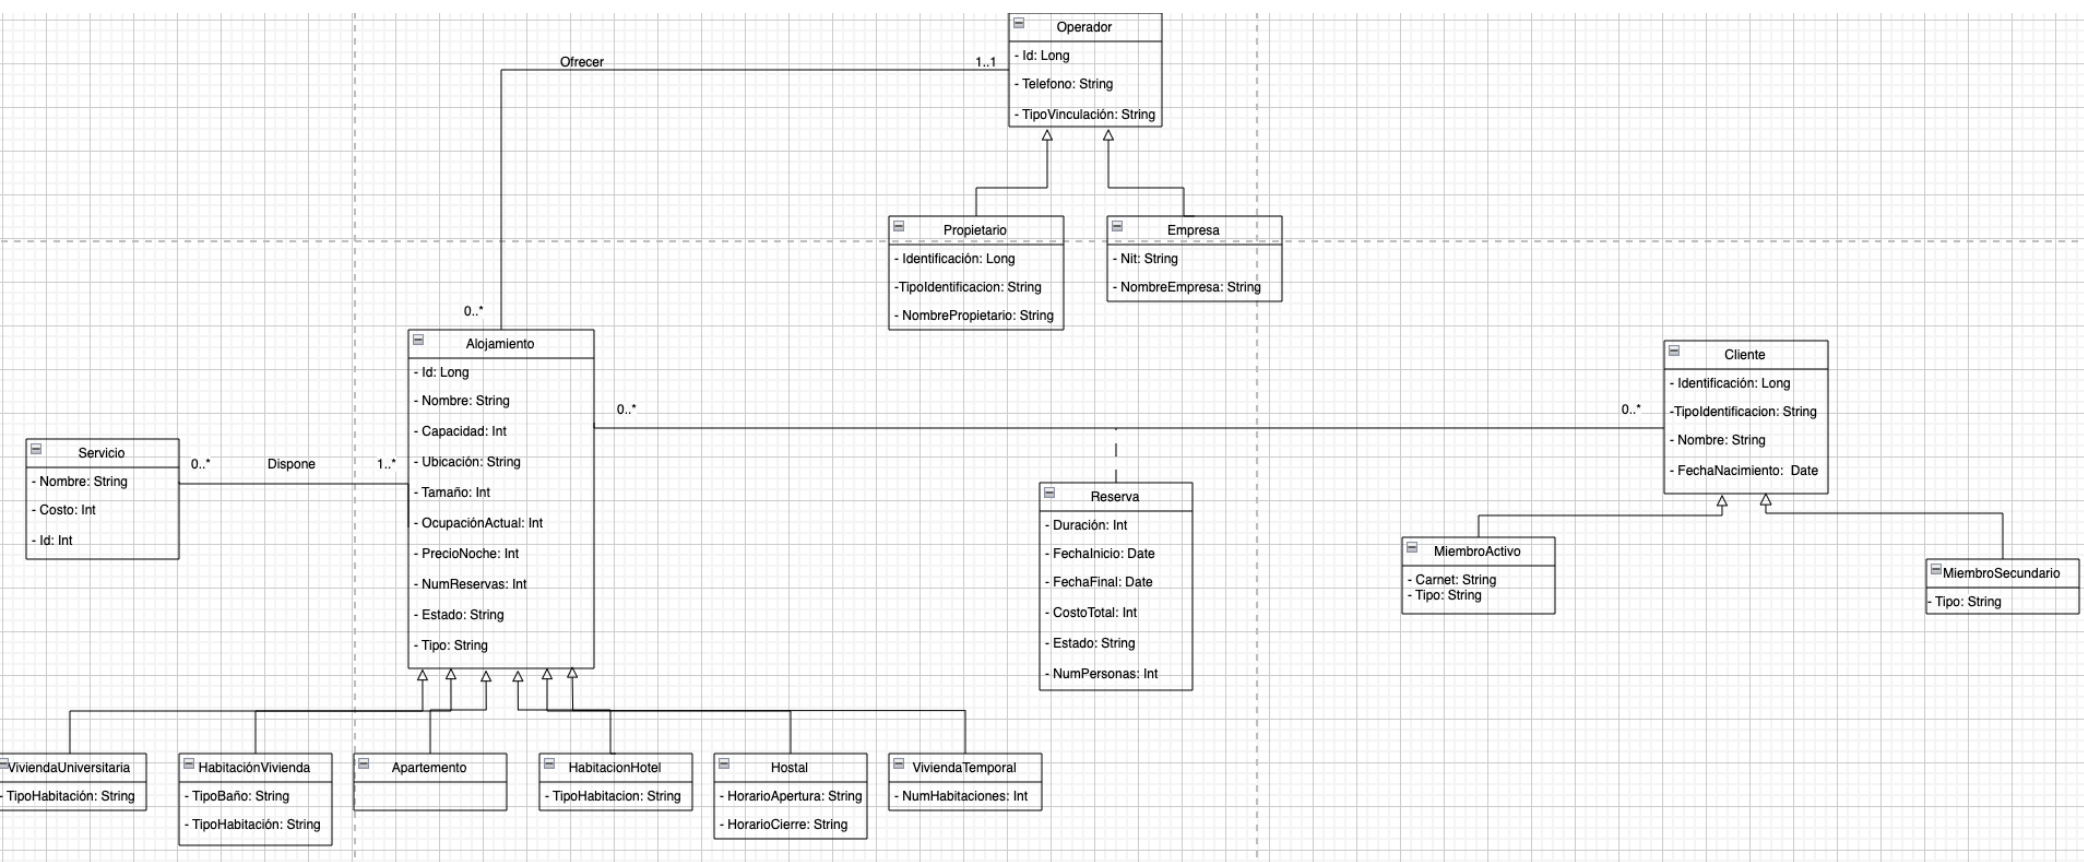 Operador
- Id: Long
- Telefono: String
- TipoVinculación: String
Ofrecer
1..1
0..*
Propietario
- Identificación: Long
-TipoIdentificacion: String
- NombrePropietario: String
Empresa
- Nit: String
- NombreEmpresa: String
Alojamiento
- Id: Long
- Nombre: String
- Capacidad: Int
- Ubicación: String
- Tamaño: Int
- OcupaciónActual: Int
- PrecioNoche: Int
- NumReservas: Int
- Estado: String
- Tipo: String
0..*
0..*
Cliente
- Identificación: Long
-TipoIdentificacion: String
- Nombre: String
- FechaNacimiento: Date
Servicio
- Nombre: String
- Costo: Int
- Id: Int
0..*
Dispone
1..*
Reserva
- Duración: Int
- FechaInicio: Date
- FechaFinal: Date
- CostoTotal: Int
- Estado: String
- NumPersonas: Int
MiembroActivo
- Carnet: String
- Tipo: String
MiembroSecundario
- Tipo: String
ViviendaUniversitaria
- TipoHabitación: String
HabitaciónVivienda
- TipoBaño: String
- TipoHabitación: String
Apartemento
HabitacionHotel
- TipoHabitacion: String
Hostal
- HorarioApertura: String
- HorarioCierre: String
ViviendaTemporal
- NumHabitaciones: Int